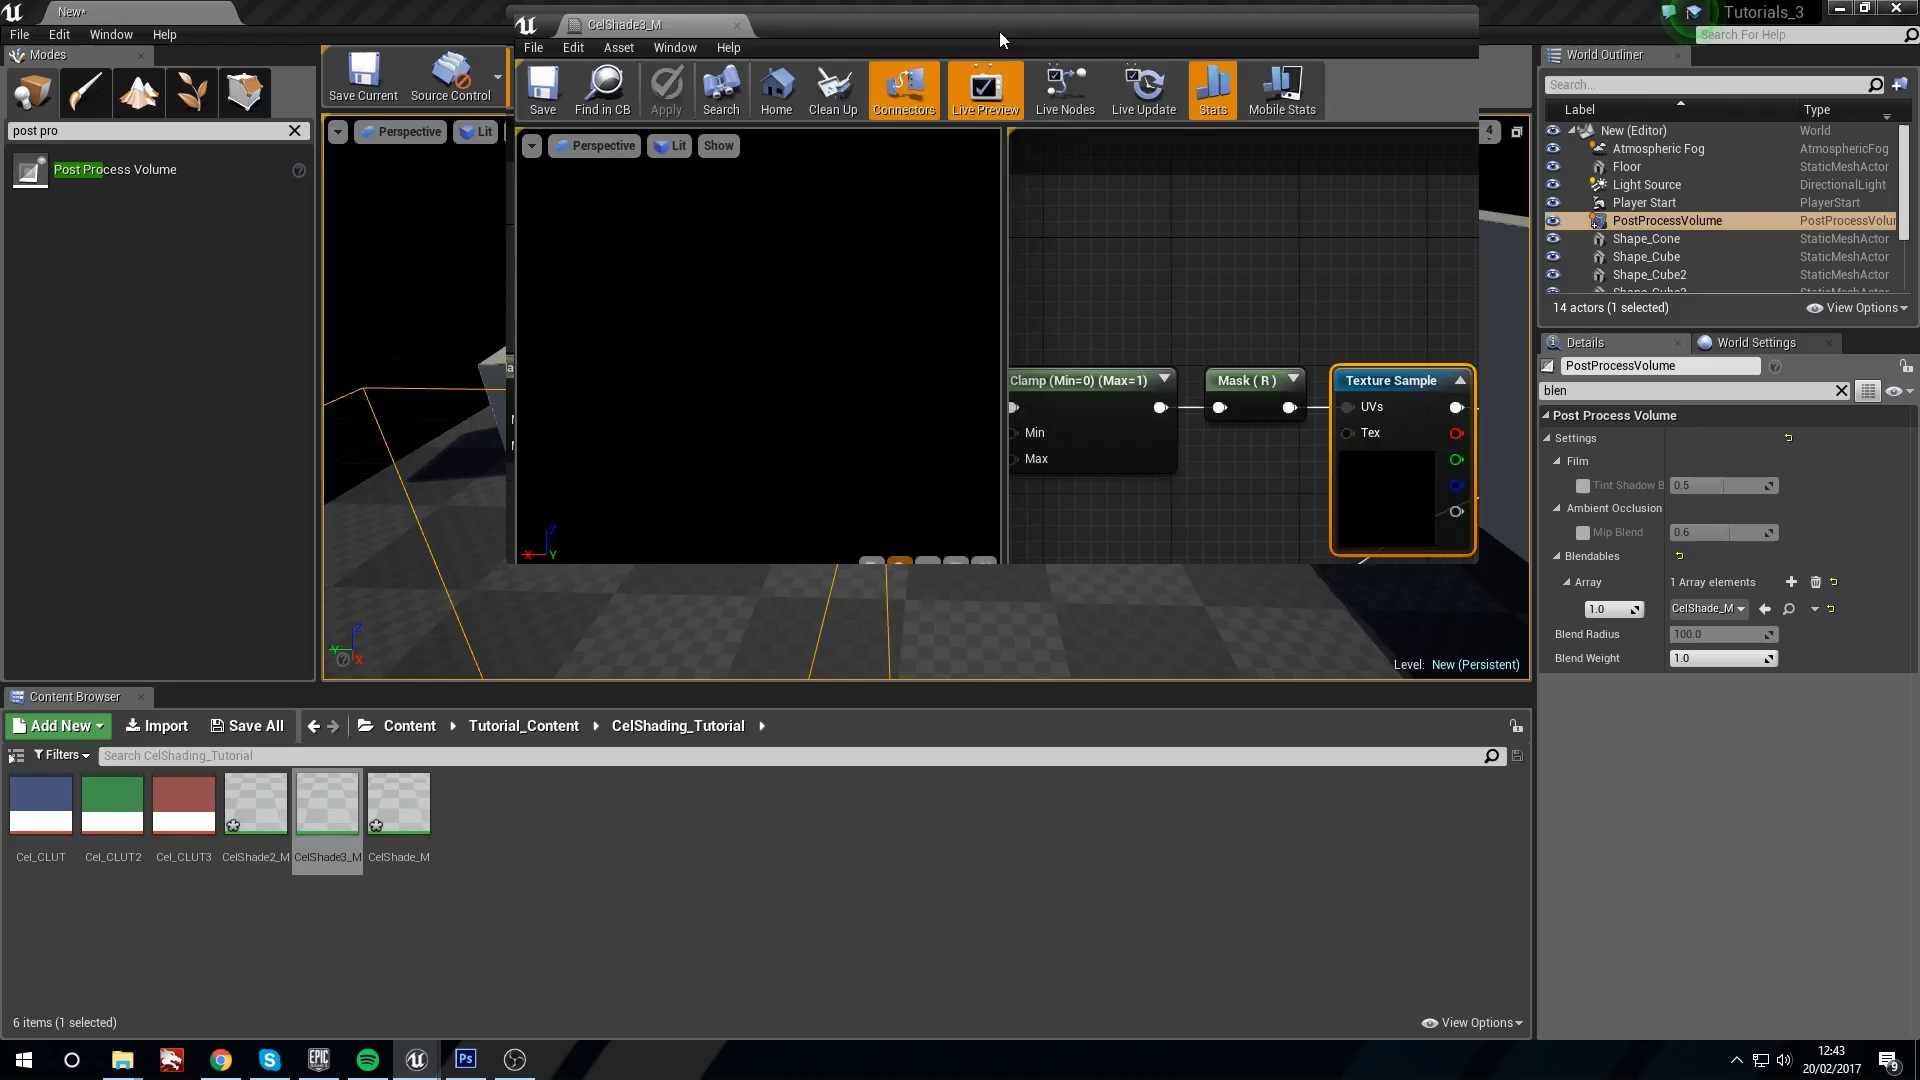 New*
File Edit Window Help
CelShade3_M
File Edit Asset Window Help
Tutorials_3
Search For Help
Modes
Save Current
Source Control
Save
Find in CB
Apply
Search
Home
Clean Up
Connectors
Live Preview
Live Nodes
Live Update
Stats
Mobile Stats
post pro
Post Process Volume
Perspective
Lit
Perspective
Lit
Show
4
Clamp (Min=0) (Max=1)
Min
Max
Mask ( R )
Texture Sample
UVs
Tex
Z
X
Y
Z
Y
X
Level: New (Persistent)
World Outliner
Search...
Label Type
New (Editor) World
Atmospheric Fog AtmosphericFog
Floor StaticMeshActor
Light Source DirectionalLight
Player Start PlayerStart
PostProcessVolume PostProcessVolur
Shape_Cone StaticMeshActor
Shape_Cube StaticMeshActor
Shape_Cube2 StaticMeshActor
14 actors (1 selected)
View Options
Details
World Settings
PostProcessVolume
blen
Post Process Volume
Settings
Film
Tint Shadow B 0.5
Ambient Occlusion
Mip Blend 0.6
Blendables
Array 1 Array elements
1.0 CelShade_M
Blend Radius 100.0
Blend Weight 1.0
Content Browser
Add New
Import
Save All
Content
Tutorial_Content
CelShading_Tutorial
Filters
Search CelShading_Tutorial
Cel_CLUT
Cel_CLUT2
Cel_CLUT3
CelShade2_M
CelShade3_M
CelShade_M
6 items (1 selected)
View Options
EPIC
Ps
12:43
20/02/2017
9